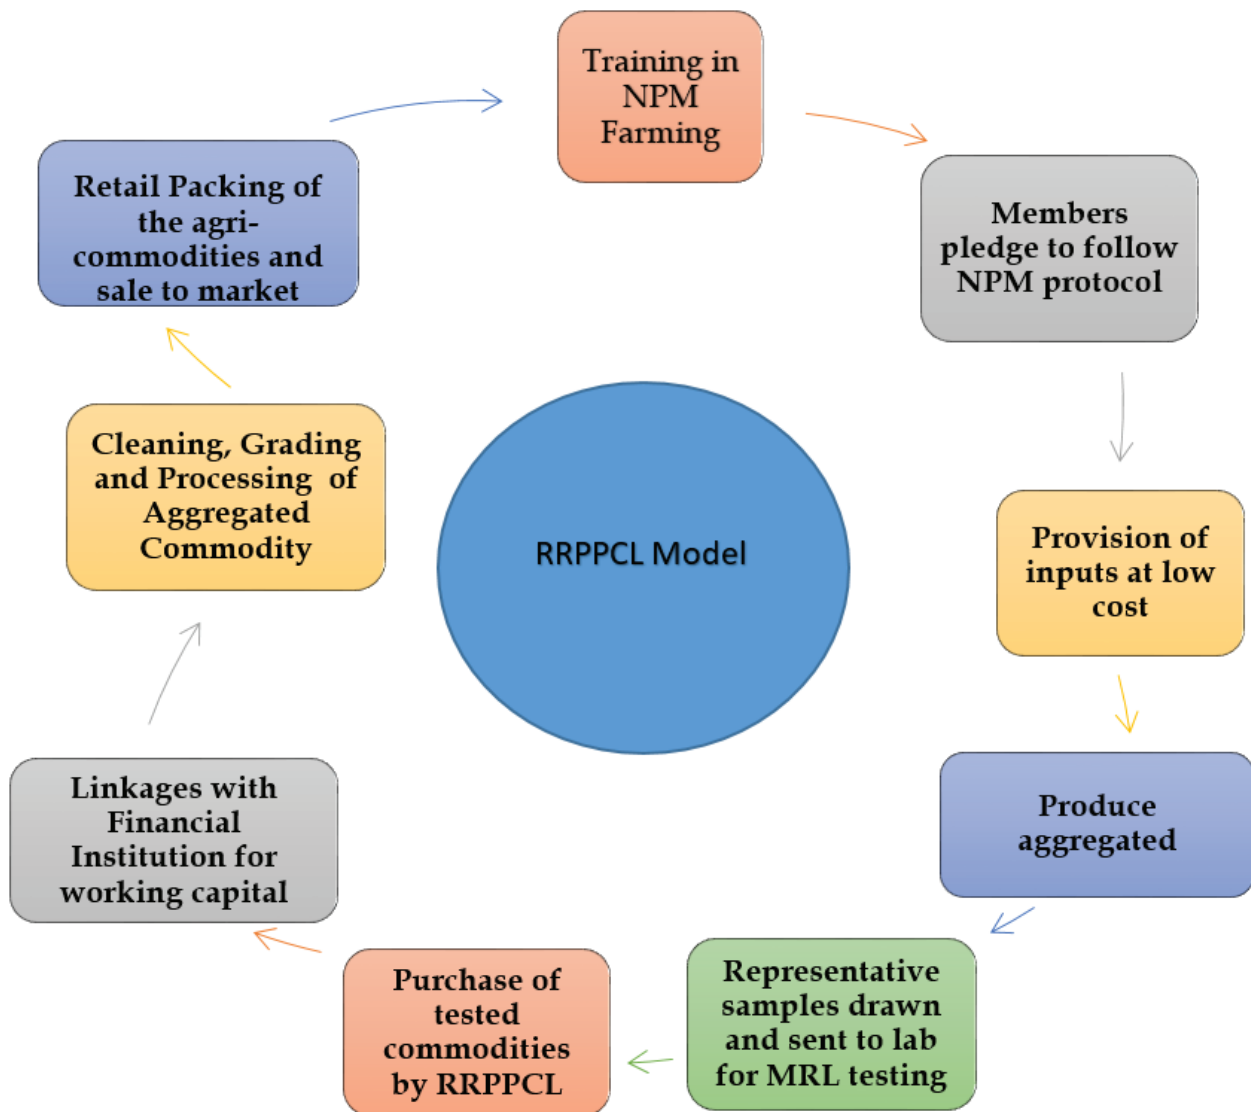 Training in
NPM
Farming
Members
pledge to follow
NPM protocol
Provision of
inputs at low
cost
Produce
aggregated
Representative
samples drawn
and sent to lab
for MRL testing
Purchase of
tested
commodities
by RRPPCL
Linkages with
Financial
Institution for
working capital
Cleaning, Grading
and Processing of
Aggregated
Commodity
Retail Packing of
the agri-
commodities and
sale to market
RRPPCL Model